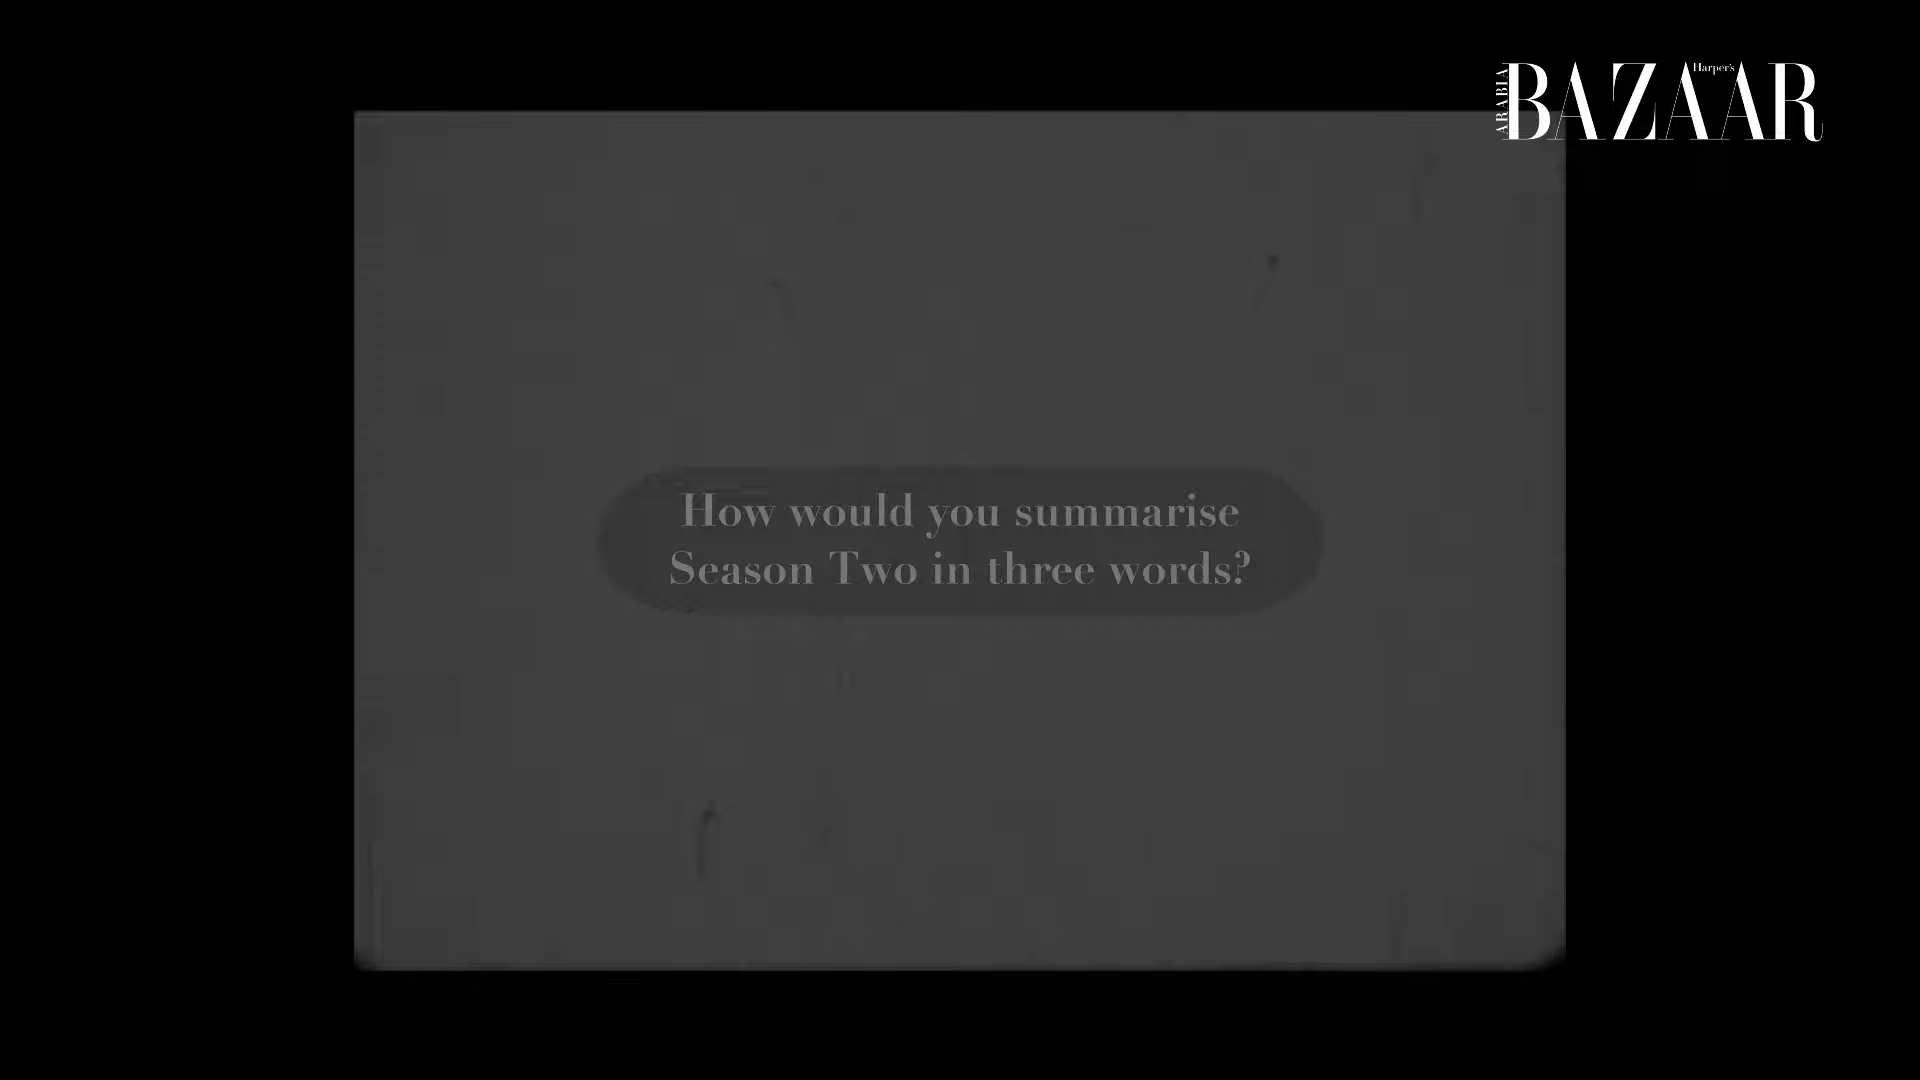 Harper's
ARABIA
BAZAAR
How would you summarise
Season Two in three words?